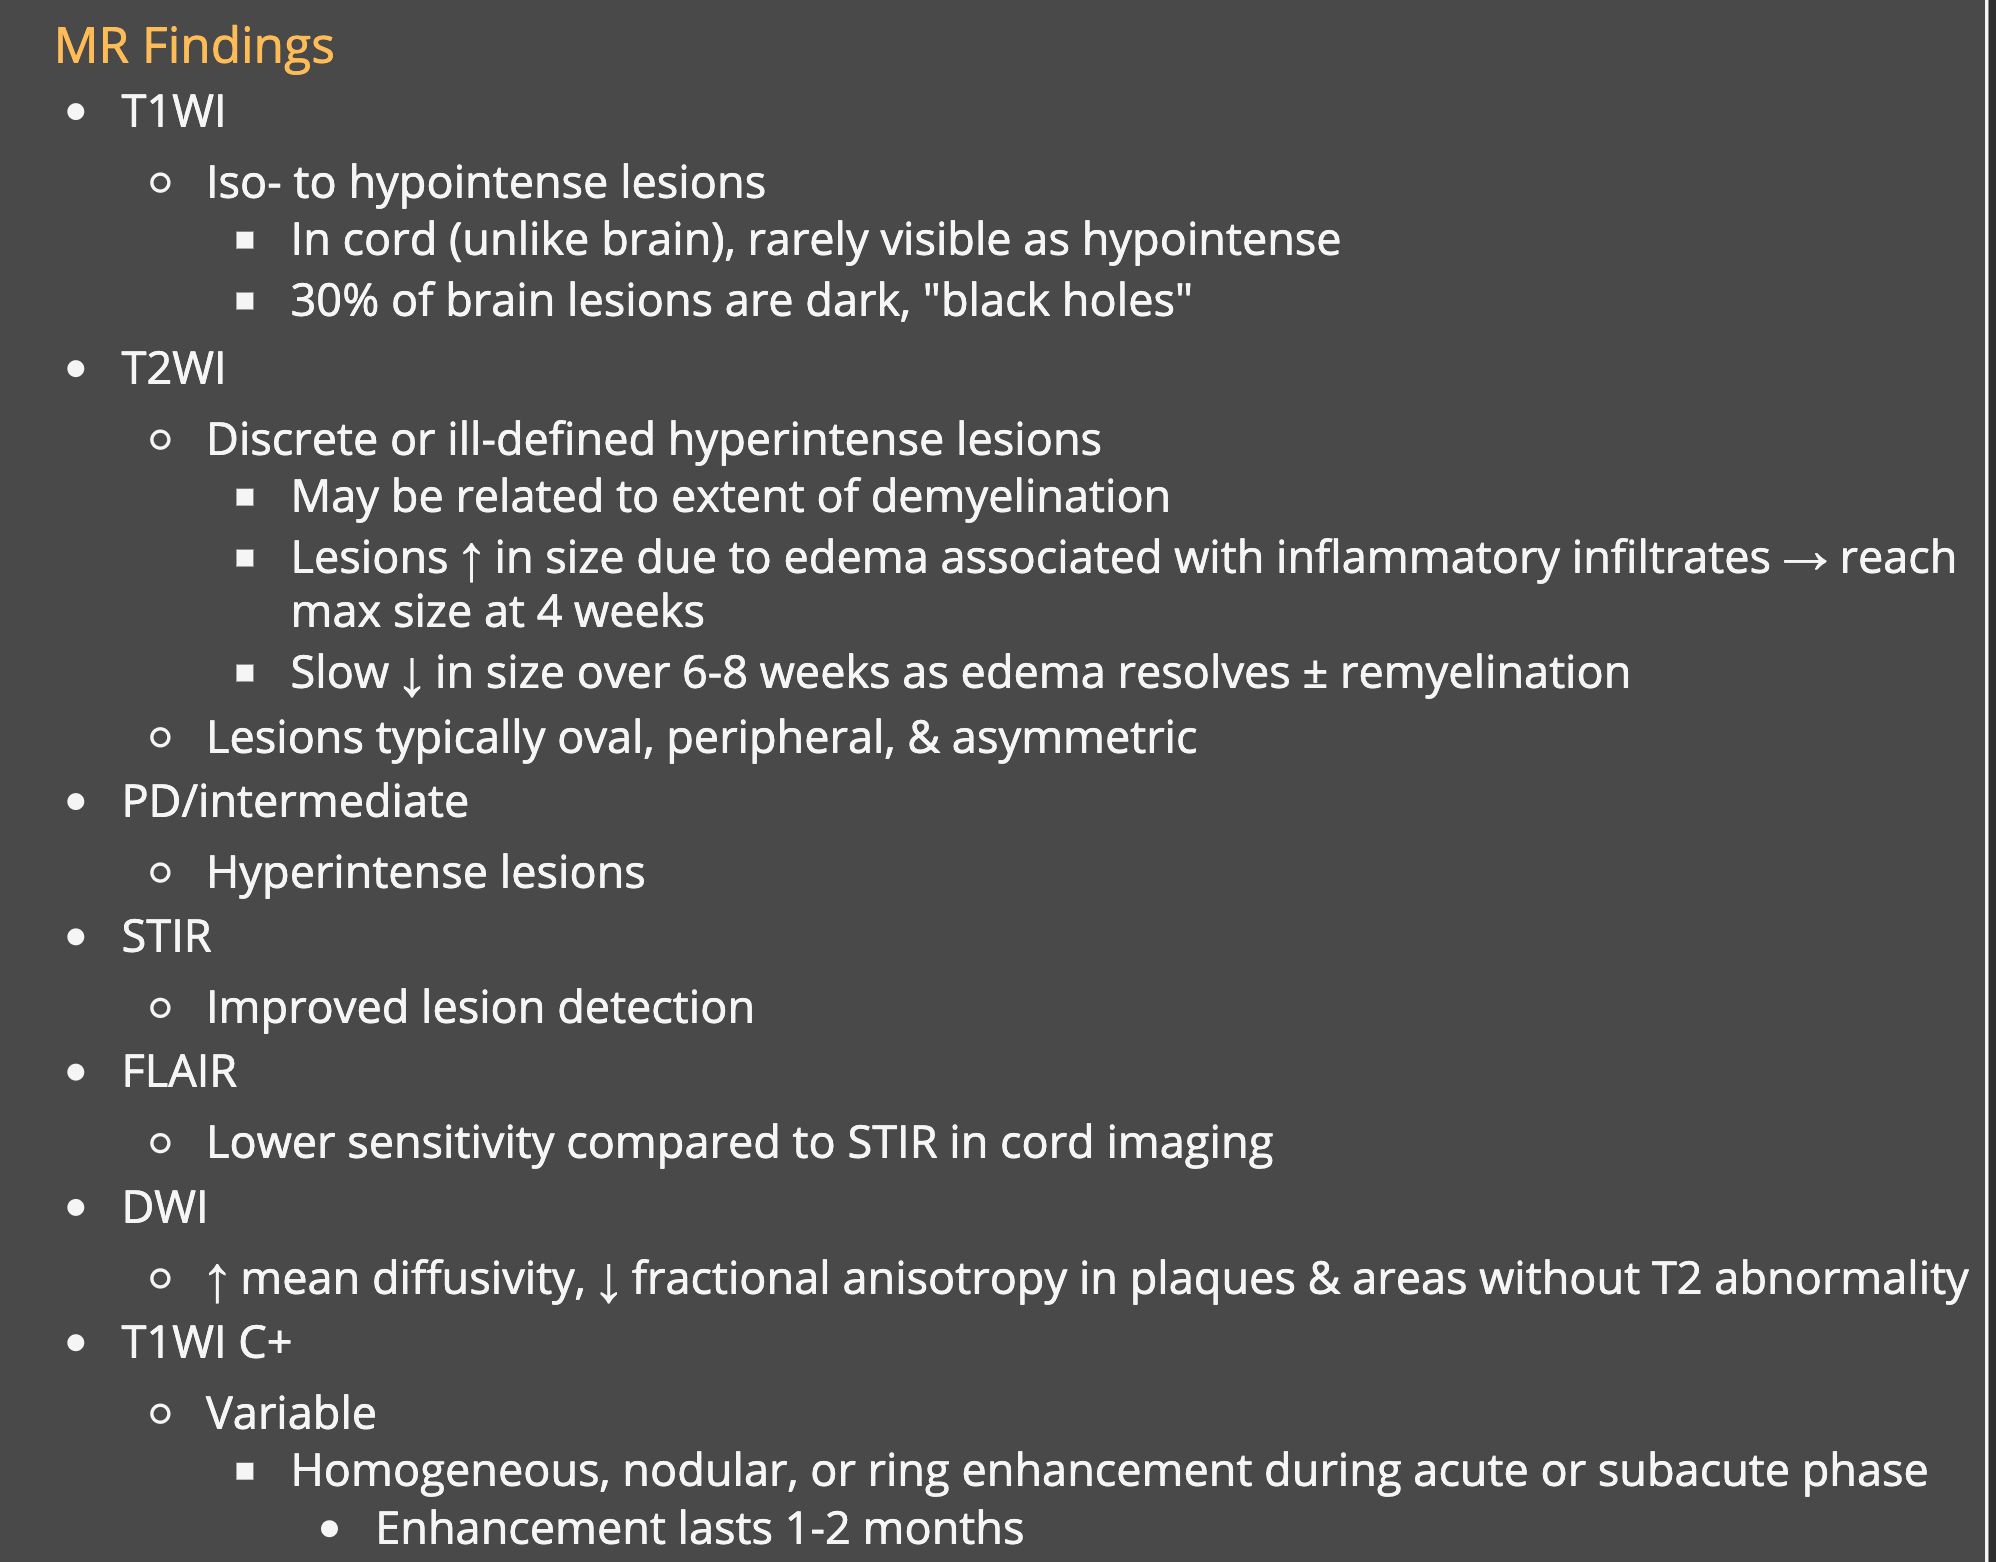 MR Findings
• T1WI
○ Iso- to hypointense lesions
▪ In cord (unlike brain), rarely visible as hypointense
▪ 30% of brain lesions are dark, "black holes"
• T2WI
○ Discrete or ill-defined hyperintense lesions
▪ May be related to extent of demyelination
▪ Lesions ↑ in size due to edema associated with inflammatory infiltrates → reach
max size at 4 weeks
▪ Slow ↓ in size over 6-8 weeks as edema resolves ± remyelination
○ Lesions typically oval, peripheral, & asymmetric
• PD/intermediate
○ Hyperintense lesions
• STIR
○ Improved lesion detection
• FLAIR
○ Lower sensitivity compared to STIR in cord imaging
• DWI
○ ↑ mean diffusivity, ↓ fractional anisotropy in plaques & areas without T2 abnormality
• T1WI C+
○ Variable
▪ Homogeneous, nodular, or ring enhancement during acute or subacute phase
• Enhancement lasts 1-2 months